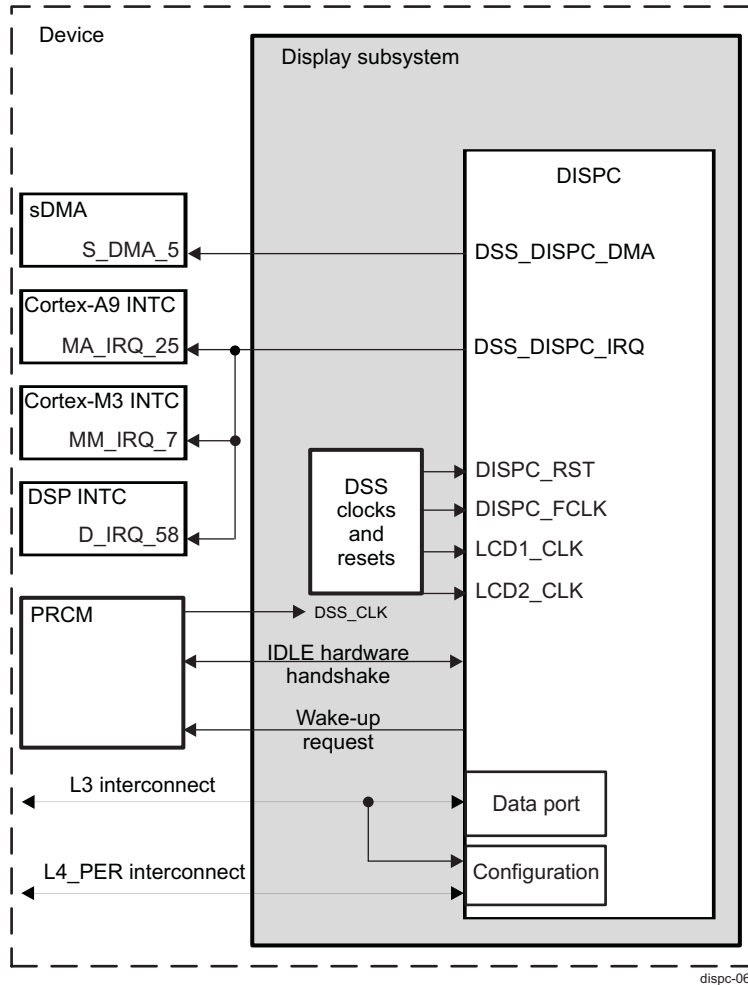 Device
Display subsystem
DISPC
sDMA
S_DMA_5
DSS_DISPC_DMA
Cortex-A9 INTC
MA_IRQ_25
DSS_DISPC_IRQ
Cortex-M3 INTC
MM_IRQ_7
DSP INTC
D_IRQ_58
DSS
clocks
and
resets
DISPC_RST
DISPC_FCLK
LCD1_CLK
LCD2_CLK
PRCM
DSS_CLK
IDLE hardware
handshake
Wake-up
request
L3 interconnect
Data port
L4_PER interconnect
Configuration
dispc-06